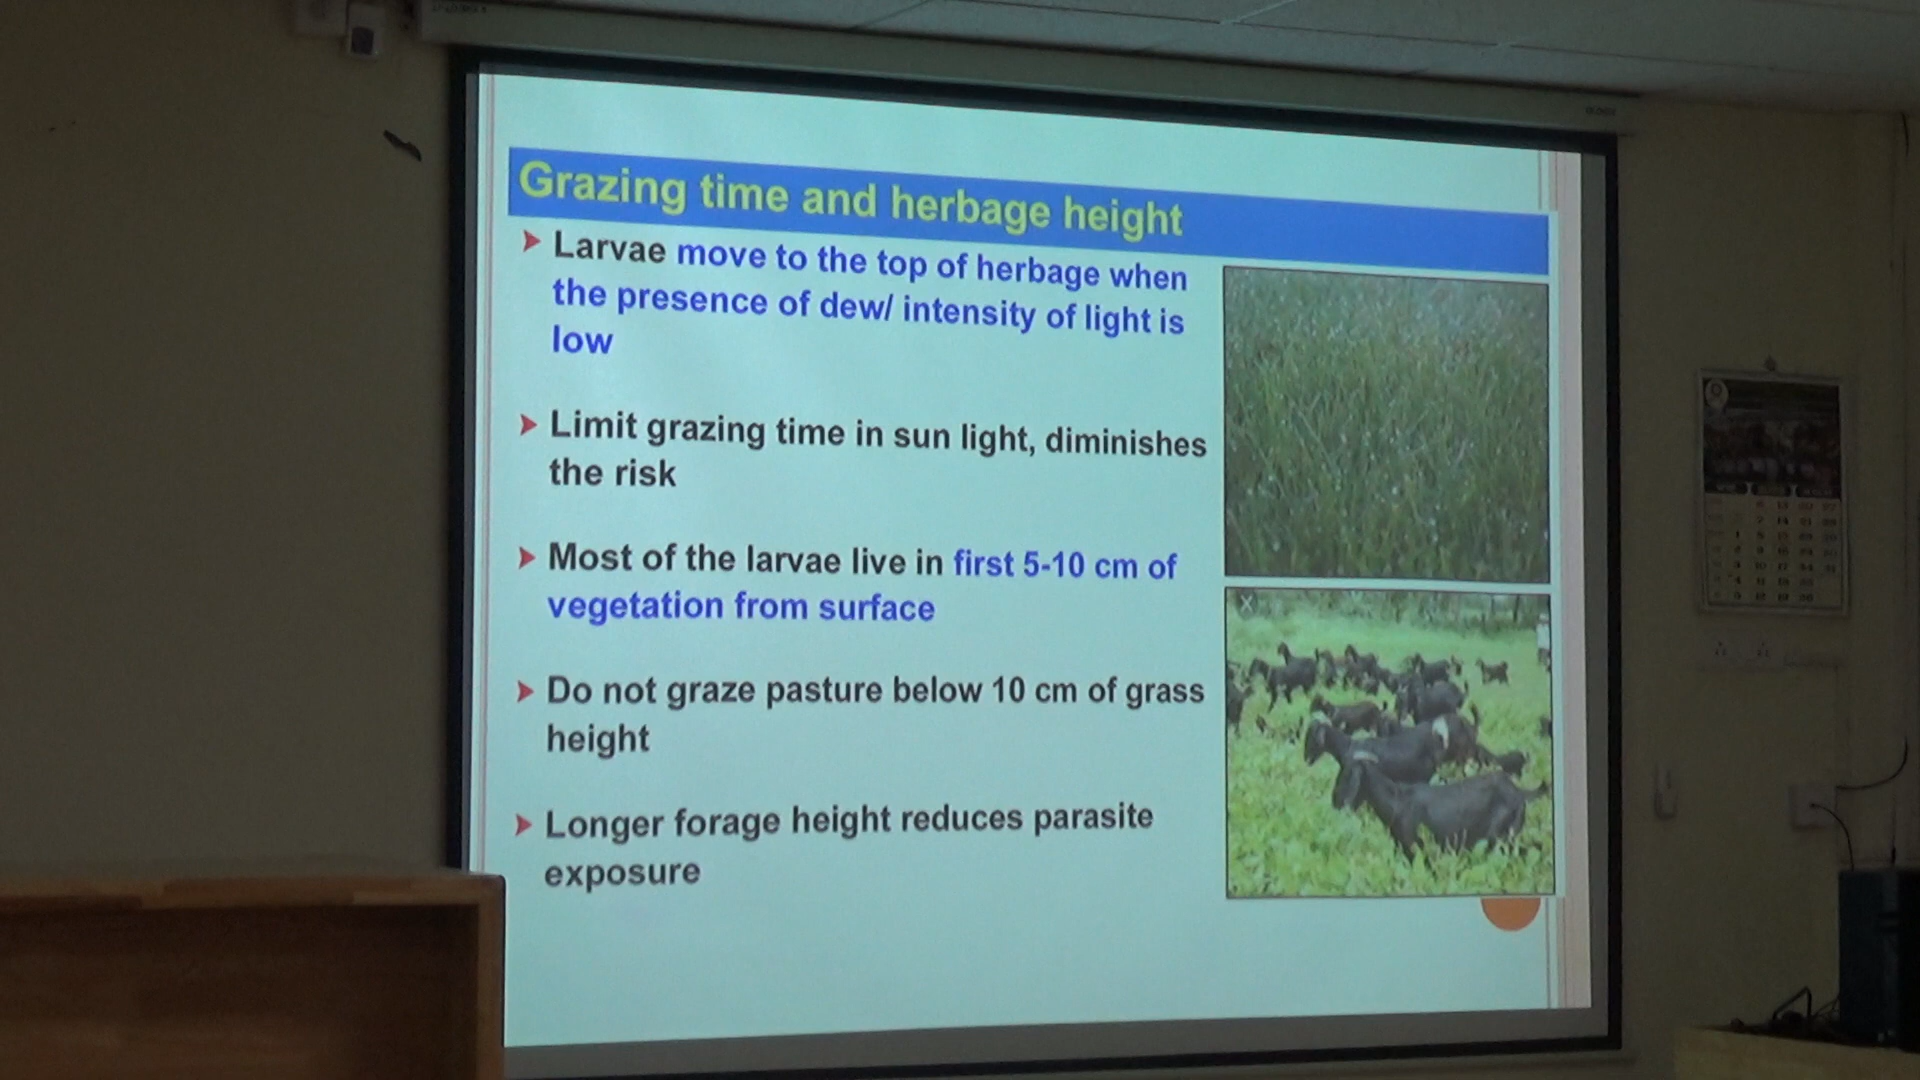 Grazing time and herbage height
Larvae move to the top of herbage when
the presence of dew/ intensity of light is
low
Limit grazing time in sun light, diminishes
the risk
Most of the larvae live in first 5-10 cm of
vegetation from surface
Do not graze pasture below 10 cm of grass
height
Longer forage height reduces parasite
exposure